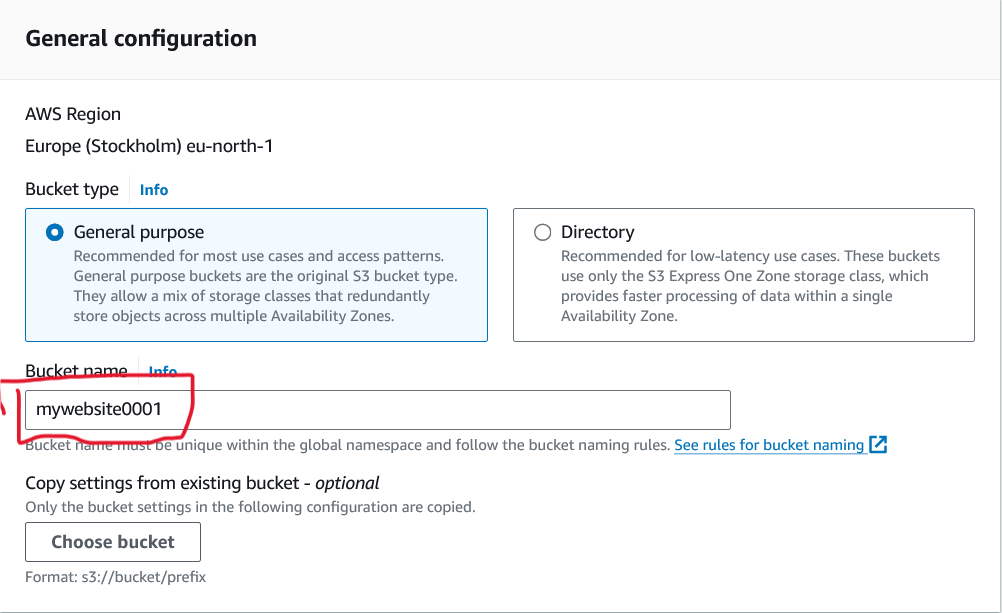 General configuration
AWS Region
Europe (Stockholm) eu-north-1
Bucket type Info
General purpose
Recommended for most use cases and access patterns.
General purpose buckets are the original S3 bucket type.
They allow a mix of storage classes that redundantly
store objects across multiple Availability Zones.
Directory
Recommended for low-latency use cases. These buckets
use only the S3 Express One Zone storage class, which
provides faster processing of data within a single
Availability Zone.
Bucket name Info
mywebsite0001
Bucket name must be unique within the global namespace and follow the bucket naming rules. See rules for bucket naming
Copy settings from existing bucket - optional
Only the bucket settings in the following configuration are copied.
Choose bucket
Format: s3://bucket/prefix